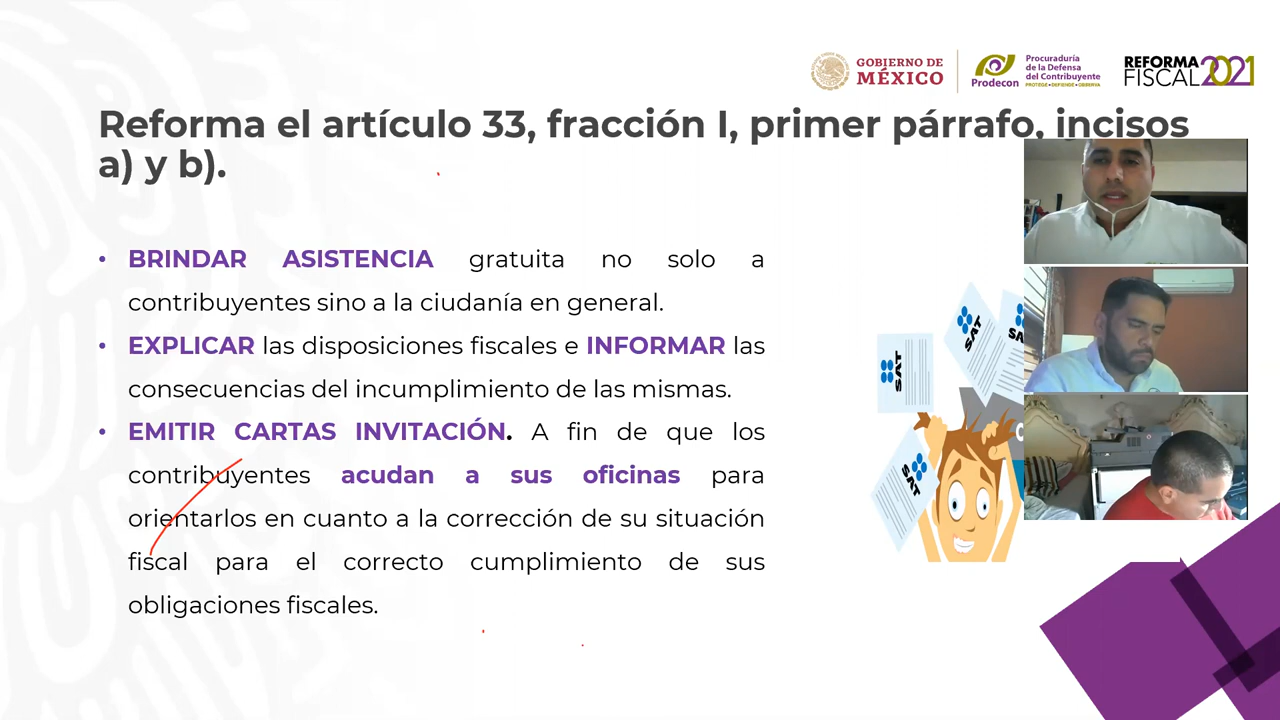 GOBIERNO DE
MÉXICO
Prodecon
Procuraduría
de la Defensa
del Contribuyente
PROTEGE • DEFIENDE • OBSERVA
REFORMA
FISCAL 2021
Reforma el artículo 33, fracción I, primer párrafo, incisos
a) y b).
• BRINDAR ASISTENCIA gratuita no solo a
contribuyentes sino a la ciudanía en general.
• EXPLICAR las disposiciones fiscales e INFORMAR las
consecuencias del incumplimiento de las mismas.
• EMITIR CARTAS INVITACIÓN. A fin de que los
contribuyentes acudan a sus oficinas para
orientarlos en cuanto a la corrección de su situación
fiscal para el correcto cumplimiento de sus
obligaciones fiscales.
SAT
SAT
SAT
SAT